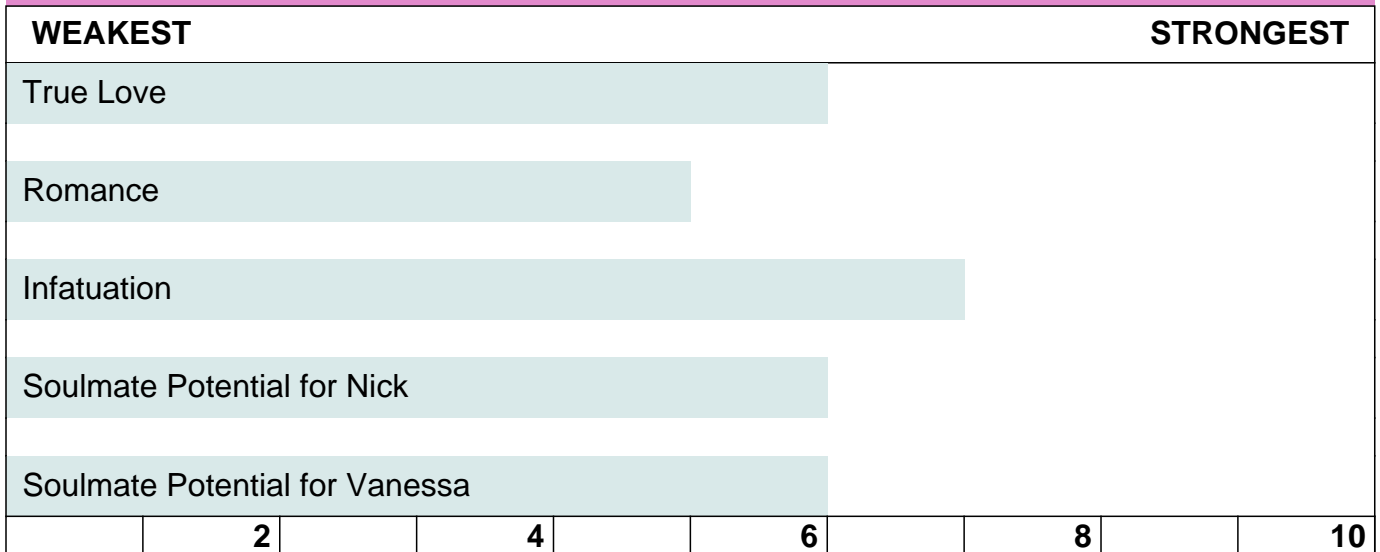 WEAKEST STRONGEST
True Love
Romance
Infatuation
Soulmate Potential for Nick
Soulmate Potential for Vanessa
2 4 6 8 10